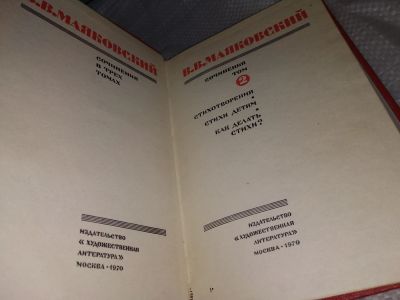 В.В.МАЯКОВСКИЙ
СОЧИНЕНИЯ
В ТРЕХ
ТОМАХ
ИЗДАТЕЛЬСТВО
«ХУДОЖЕСТВЕННАЯ
ЛИТЕРАТУРА»
МОСКВА • 1970
В.В.МАЯКОВСКИЙ
СОЧИНЕНИЯ
ТОМ
2
СТИХОТВОРЕНИЯ
•
СТИХИ ДЕТЯМ
•
КАК ДЕЛАТЬ
СТИХИ?
ИЗДАТЕЛЬСТВО
«ХУДОЖЕСТВЕННАЯ
ЛИТЕРАТУРА»
МОСКВА • 1970